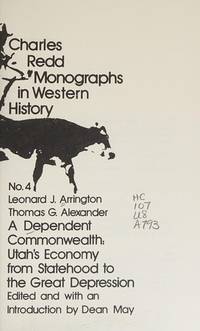 Charles
Redd
Monographs
in Western
History
No. 4
Leonard J. Arrington
Thomas G. Alexander
A Dependent
Commonwealth:
Utah's Economy
from Statehood to
the Great Depression
Edited and with an
Introduction by Dean May
HC
107
U8
A793